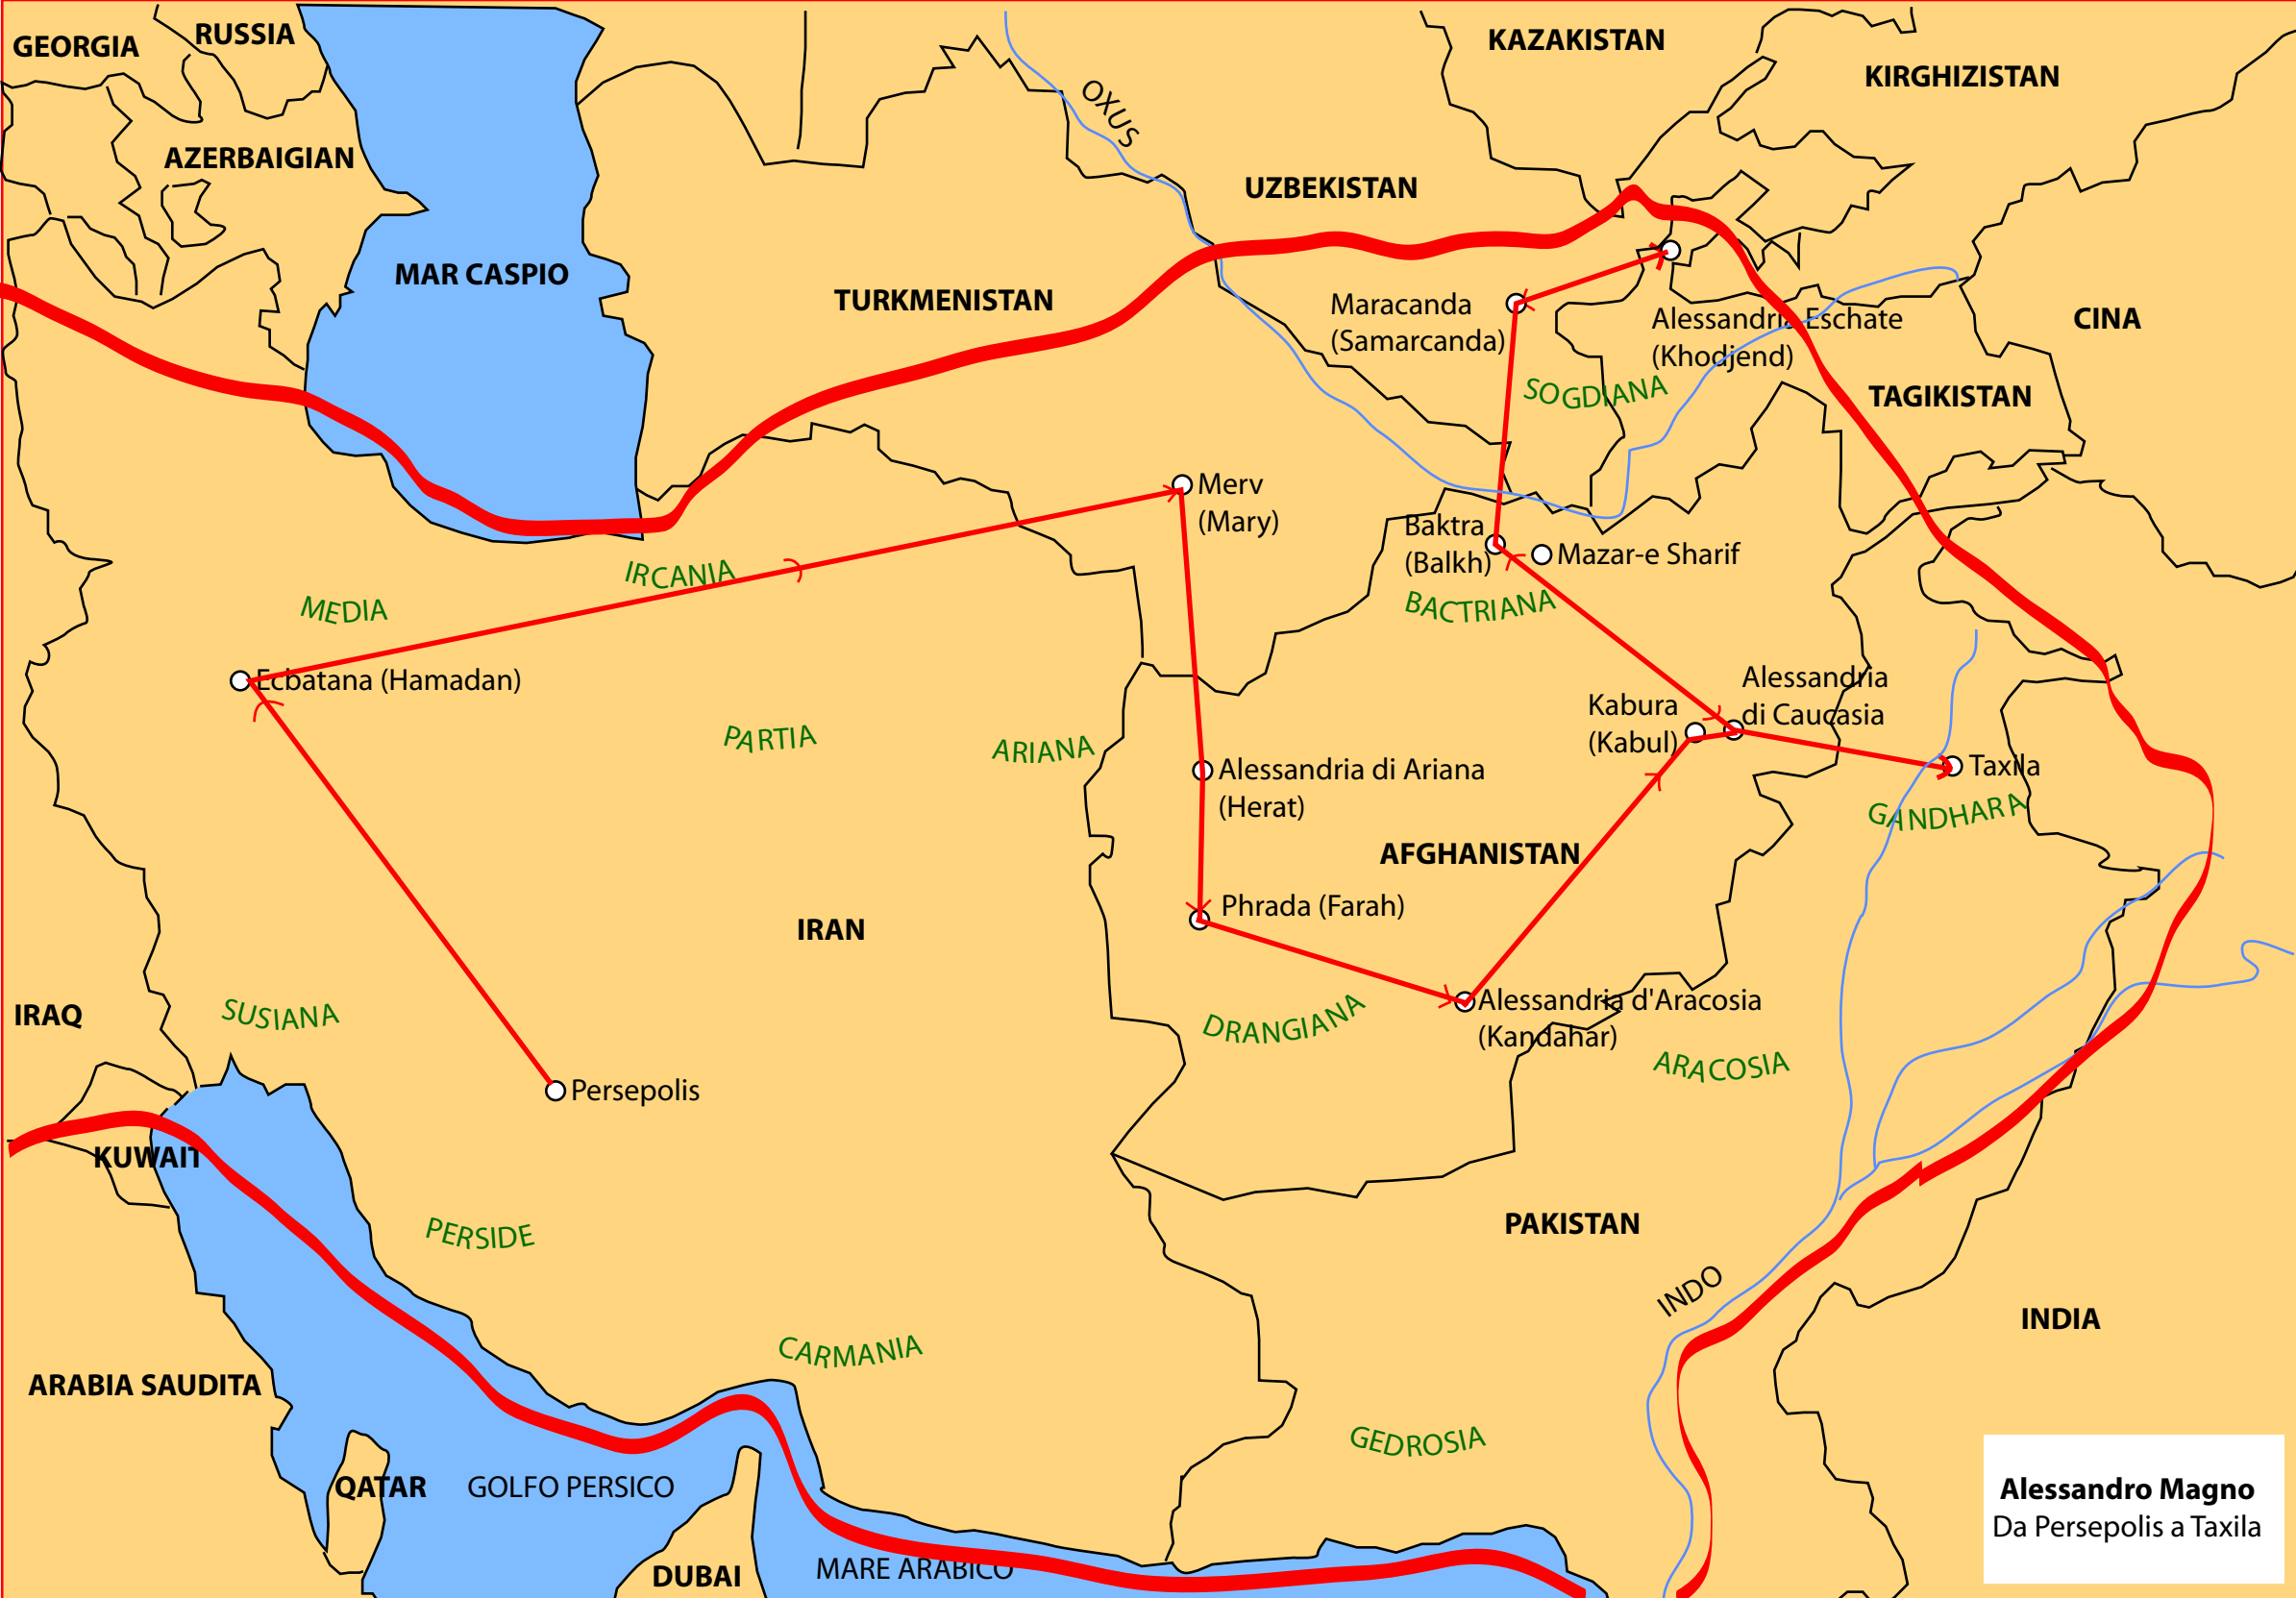 GEORGIA
RUSSIA
KAZAKISTAN
KIRGHIZISTAN
OXUS
AZERBAIGIAN
UZBEKISTAN
MAR CASPIO
TURKMENISTAN
Maracanda
(Samarcanda)
Alessandria Eschate
(Khodjend)
CINA
SOGDIANA
TAGIKISTAN
Merv
(Mary)
Baktra
(Balkh)
Mazar-e Sharif
IRCANIA
MEDIA
BACTRIANA
Ecbatana (Hamadan)
Alessandria
di Caucasia
Kabura
(Kabul)
PARTIA
ARIANA
Alessandria di Ariana
(Herat)
Taxila
GANDHARA
AFGHANISTAN
Phrada (Farah)
IRAN
IRAQ
SUSIANA
DRANGIANA
Alessandria d'Aracosia
(Kandahar)
ARACOSIA
Persepolis
KUWAIT
PERSIDE
PAKISTAN
INDO
INDIA
CARMANIA
ARABIA SAUDITA
GEDROSIA
QATAR
GOLFO PERSICO
Alessandro Magno
Da Persepolis a Taxila
DUBAI
MARE ARABICO